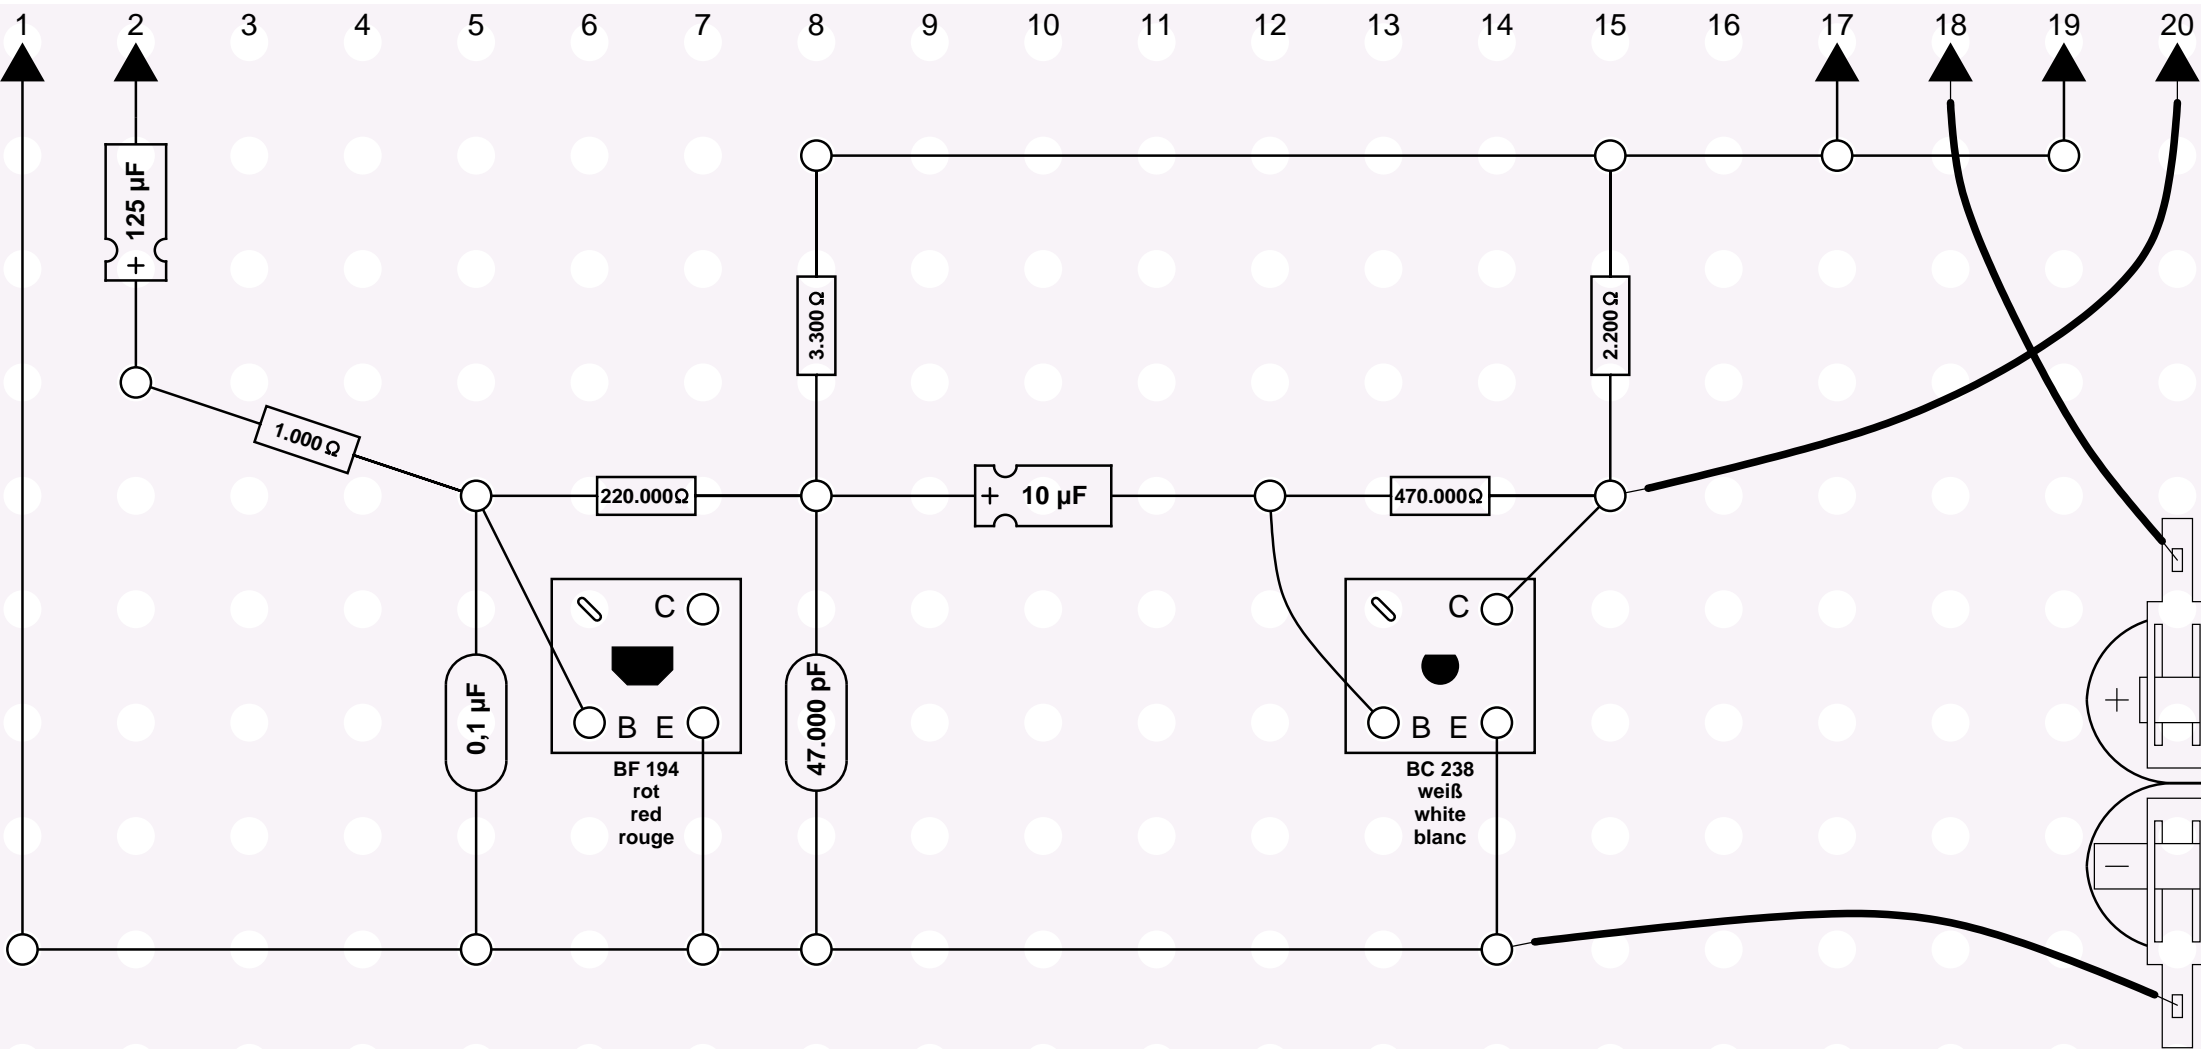 1 2 3 4 5 6 7 8 9 10 11 12 13 14 15 16 17 18 19 20
125 µF
+
3.300 Ω
2.200 Ω
1.000 Ω
220.000Ω
+ 10 µF
470.000Ω
C
B E
BF 194
rot
red
rouge
0,1 µF
47.000 pF
C
B E
BC 238
weiß
white
blanc
+
−